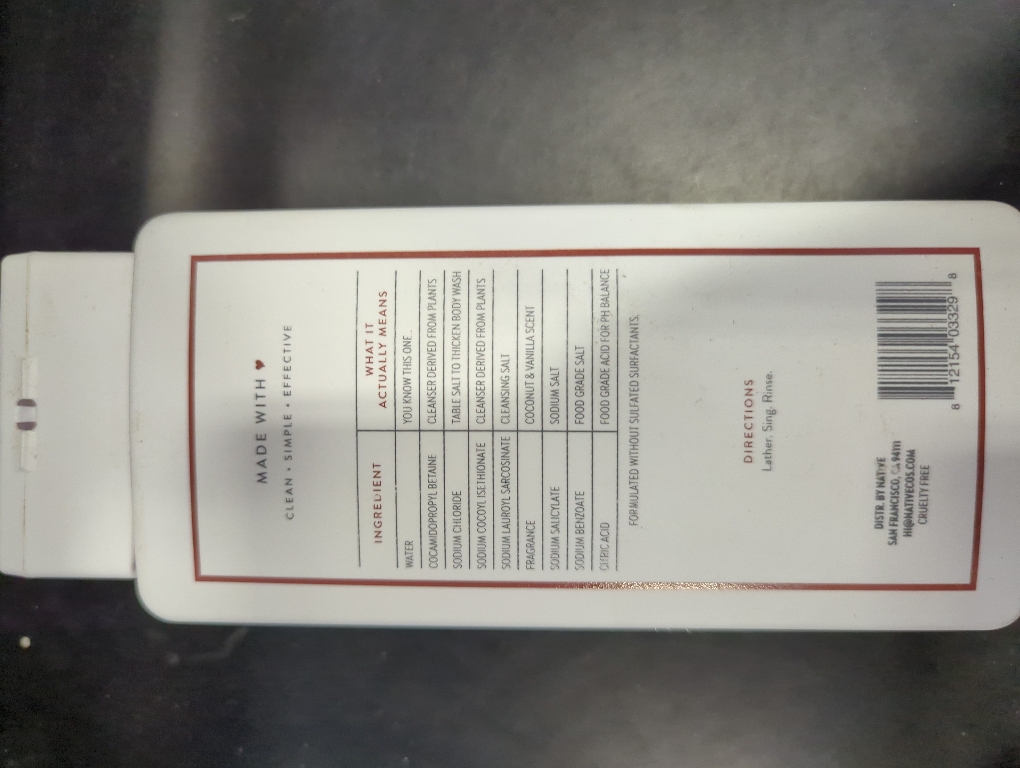 MADE WITH ♥
CLEAN • SIMPLE • EFFECTIVE
INGREDIENT WHAT IT ACTUALLY MEANS
WATER YOU KNOW THIS ONE.
COCAMIDOPROPYL BETAINE CLEANSER DERIVED FROM PLANTS
SODIUM CHLORIDE TABLE SALT TO THICKEN BODY WASH
SODIUM COCOYL ISETHIONATE CLEANSER DERIVED FROM PLANTS
SODIUM LAUROYL SARCOSINATE CLEANSING SALT
FRAGRANCE COCONUT & VANILLA SCENT
SODIUM SALICYLATE SODIUM SALT
SODIUM BENZOATE FOOD GRADE SALT
CITRIC ACID FOOD GRADE ACID FOR PH BALANCE
FORMULATED WITHOUT SULFATED SURFACTANTS.
DIRECTIONS
Lather. Sing. Rinse.
DISTR. BY NATIVE
SAN FRANCISCO, CA 94111
HI@NATIVECOS.COM
CRUELTY FREE
8 12154 03329 8